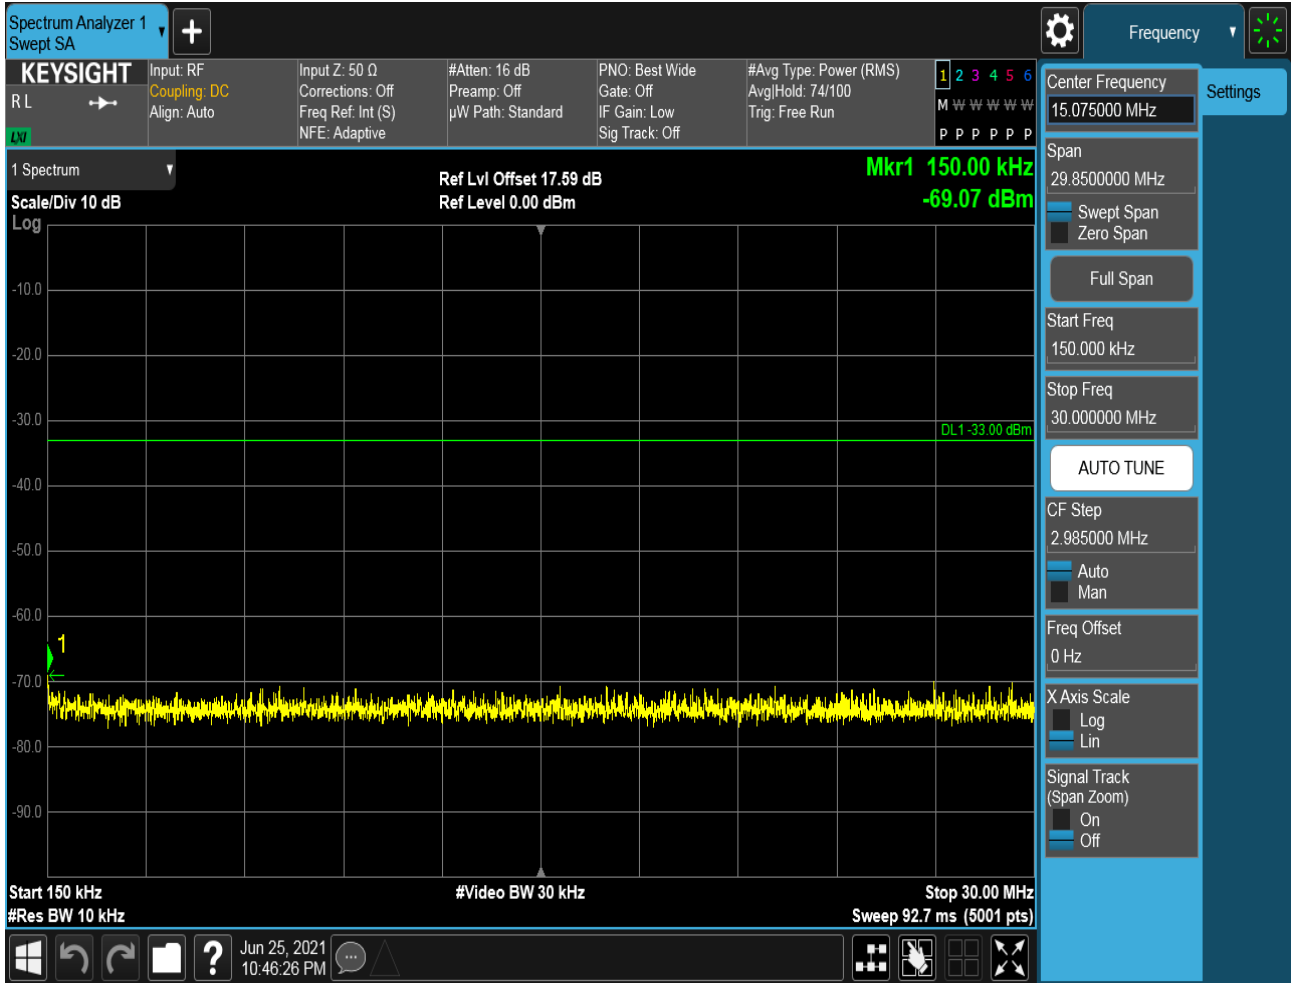 Spectrum Analyzer 1
Swept SA
Frequency
KEYSIGHT
R L
LXI
Input: RF
Coupling: DC
Align: Auto
Input Z: 50 Ω
Corrections: Off
Freq Ref: Int (S)
NFE: Adaptive
#Atten: 16 dB
Preamp: Off
µW Path: Standard
PNO: Best Wide
Gate: Off
IF Gain: Low
Sig Track: Off
#Avg Type: Power (RMS)
Avg|Hold: 74/100
Trig: Free Run
1 2 3 4 5 6
M W W W W W
P P P P P P
1 Spectrum
Scale/Div 10 dB
Log
Ref Lvl Offset 17.59 dB
Ref Level 0.00 dBm
Mkr1 150.00 kHz
-69.07 dBm
-10.0
-20.0
-30.0
DL1 -33.00 dBm
-40.0
-50.0
-60.0
1
-70.0
-80.0
-90.0
Start 150 kHz
#Res BW 10 kHz
#Video BW 30 kHz
Stop 30.00 MHz
Sweep 92.7 ms (5001 pts)
Center Frequency
15.075000 MHz
Settings
Span
29.8500000 MHz
Swept Span
Zero Span
Full Span
Start Freq
150.000 kHz
Stop Freq
30.000000 MHz
AUTO TUNE
CF Step
2.985000 MHz
Auto
Man
Freq Offset
0 Hz
X Axis Scale
Log
Lin
Signal Track
(Span Zoom)
On
Off
?
Jun 25, 2021
10:46:26 PM